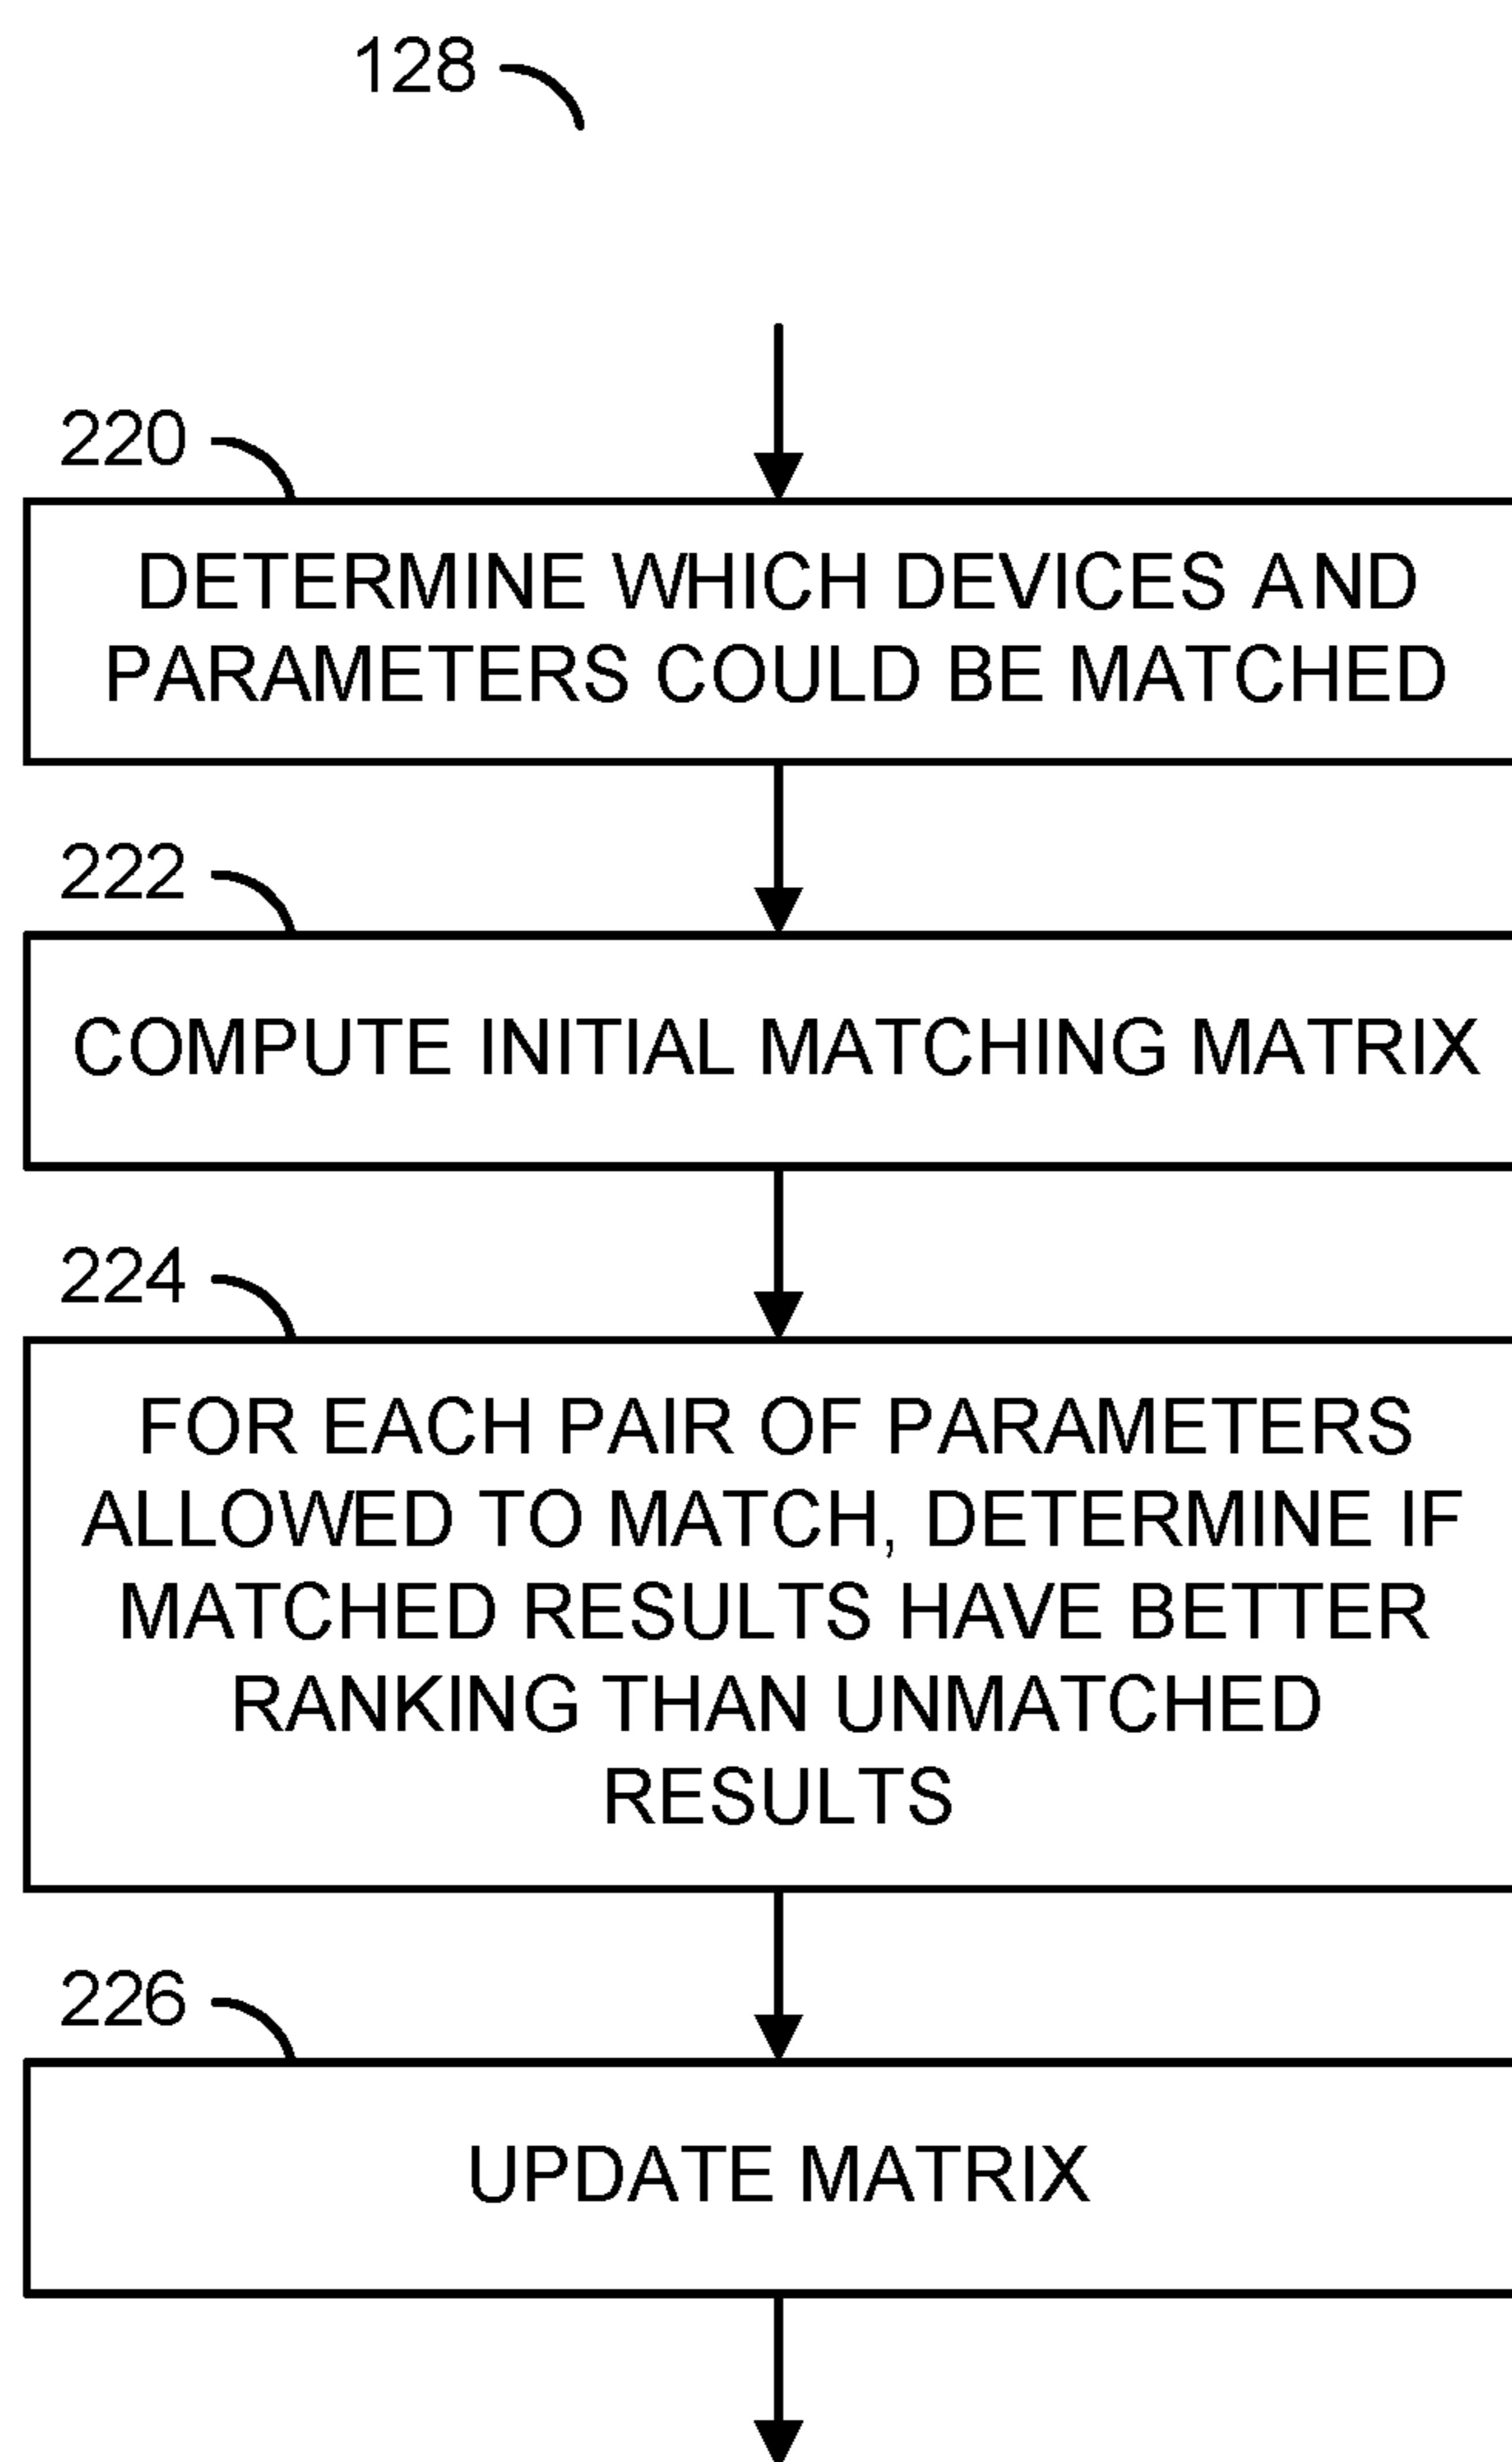 128
220
DETERMINE WHICH DEVICES AND
PARAMETERS COULD BE MATCHED
222
COMPUTE INITIAL MATCHING MATRIX
224
FOR EACH PAIR OF PARAMETERS
ALLOWED TO MATCH, DETERMINE IF
MATCHED RESULTS HAVE BETTER
RANKING THAN UNMATCHED
RESULTS
226
UPDATE MATRIX